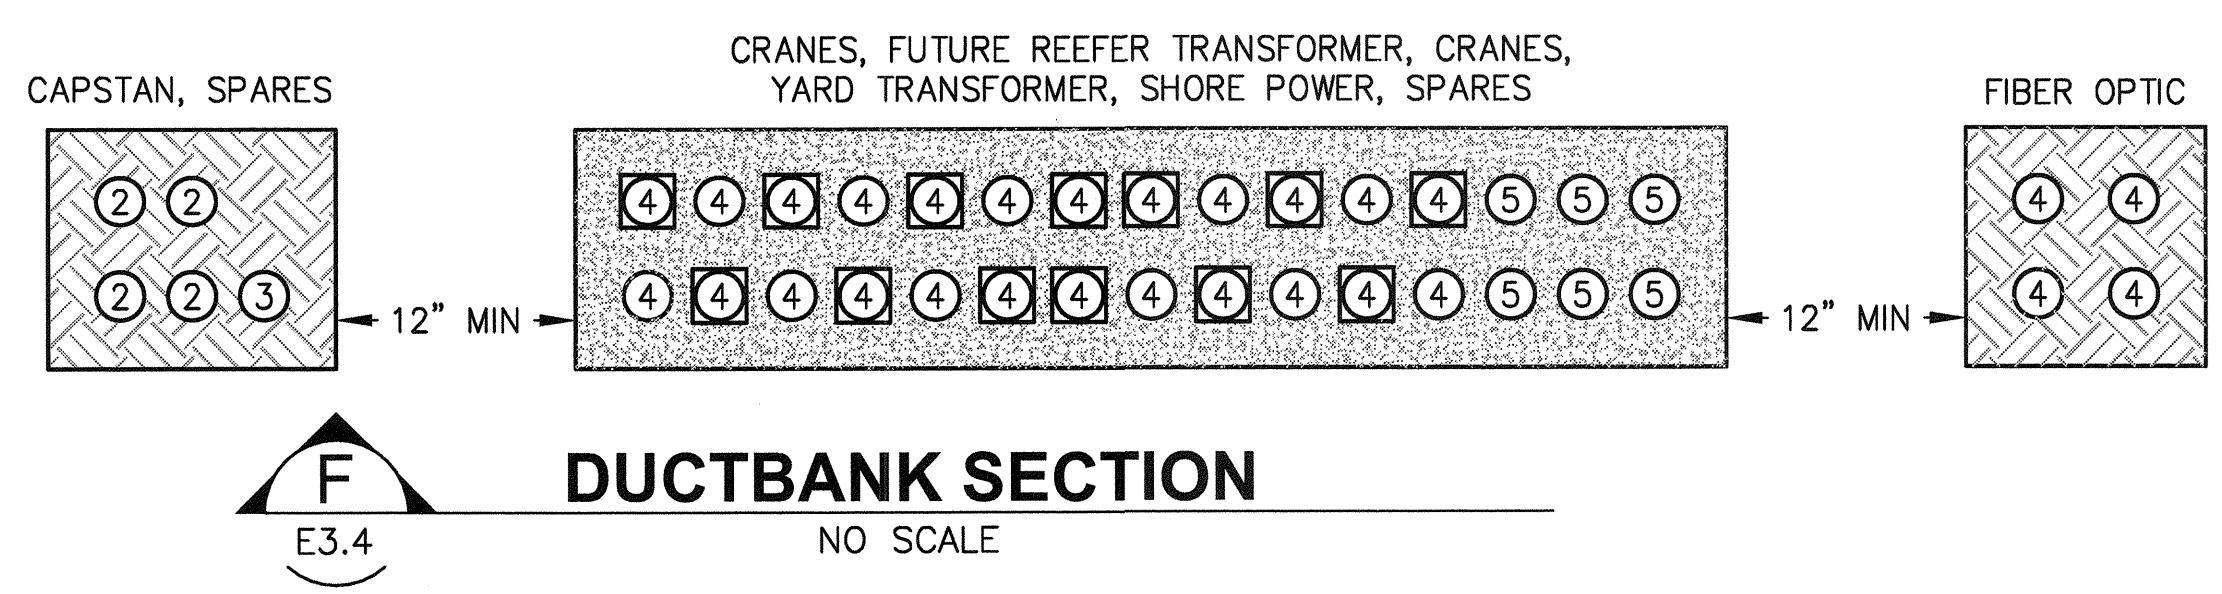 CAPSTAN, SPARES
2 2
2 2 3
12" MIN
CRANES, FUTURE REEFER TRANSFORMER, CRANES,
YARD TRANSFORMER, SHORE POWER, SPARES
4 4 4 4 4 4 4 4 4 4 4 4 5 5 5
4 4 4 4 4 4 4 4 4 4 4 4 5 5 5
12" MIN
FIBER OPTIC
4 4
4 4
F
E3.4
DUCTBANK SECTION
NO SCALE